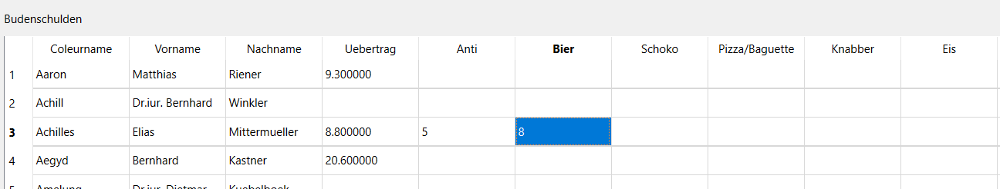 Budenschulden
Coleurname Vorname Nachname Uebertrag Anti Bier Schoko Pizza/Baguette Knabber Eis
1 Aaron Matthias Riener 9.300000
2 Achill Dr.iur. Bernhard Winkler
3 Achilles Elias Mittermueller 8.800000 5 8
4 Aegyd Bernhard Kastner 20.600000
5 Amelung Dr.iur. Dietmar